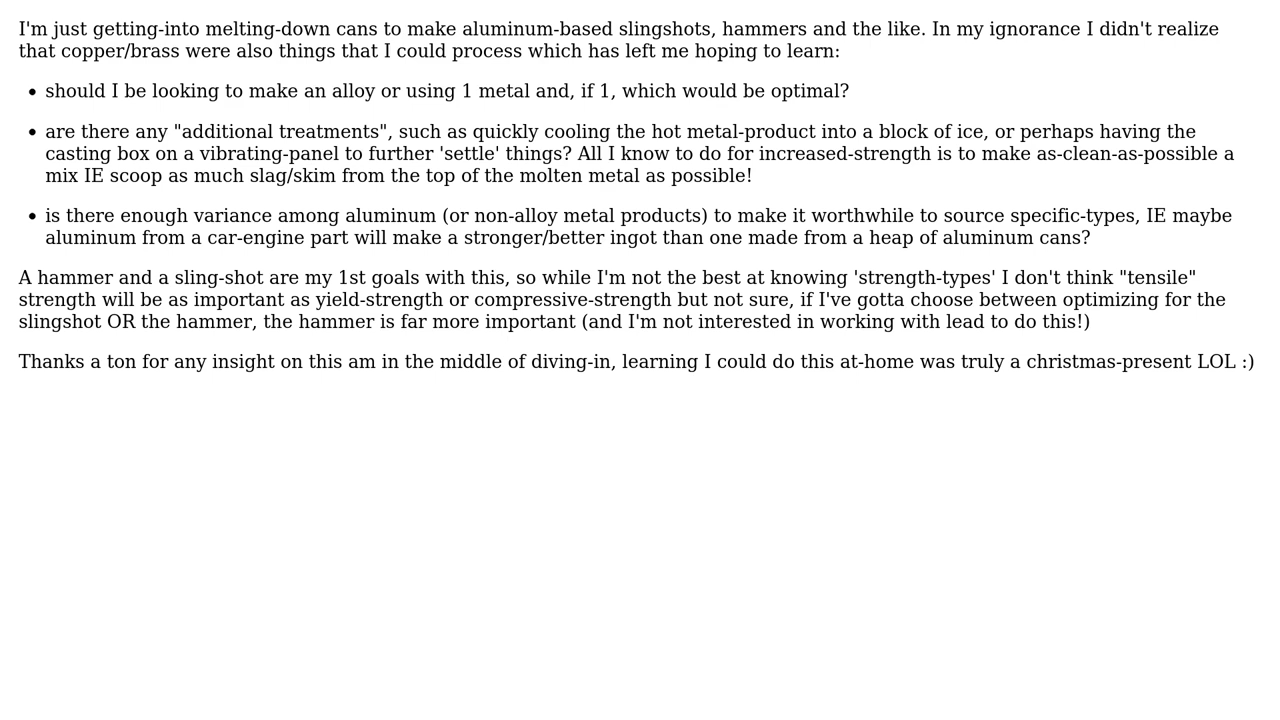 I'm just getting-into melting-down cans to make aluminum-based slingshots, hammers and the like. In my ignorance I didn't realize
that copper/brass were also things that I could process which has left me hoping to learn:
• should I be looking to make an alloy or using 1 metal and, if 1, which would be optimal?
• are there any "additional treatments", such as quickly cooling the hot metal-product into a block of ice, or perhaps having the
casting box on a vibrating-panel to further 'settle' things? All I know to do for increased-strength is to make as-clean-as-possible a
mix IE scoop as much slag/skim from the top of the molten metal as possible!
• is there enough variance among aluminum (or non-alloy metal products) to make it worthwhile to source specific-types, IE maybe
aluminum from a car-engine part will make a stronger/better ingot than one made from a heap of aluminum cans?
A hammer and a sling-shot are my 1st goals with this, so while I'm not the best at knowing 'strength-types' I don't think "tensile"
strength will be as important as yield-strength or compressive-strength but not sure, if I've gotta choose between optimizing for the
slingshot OR the hammer, the hammer is far more important (and I'm not interested in working with lead to do this!)
Thanks a ton for any insight on this am in the middle of diving-in, learning I could do this at-home was truly a christmas-present LOL :)